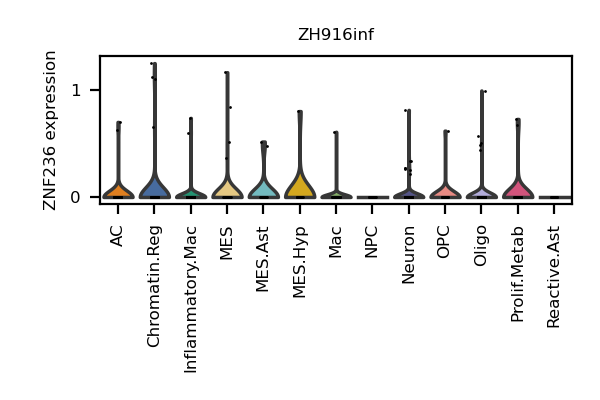 ZH916inf
ZNF236 expression
1
0
AC
Chromatin.Reg
Inflammatory.Mac
MES
MES.Ast
MES.Hyp
Mac
NPC
Neuron
OPC
Oligo
Prolif.Metab
Reactive.Ast